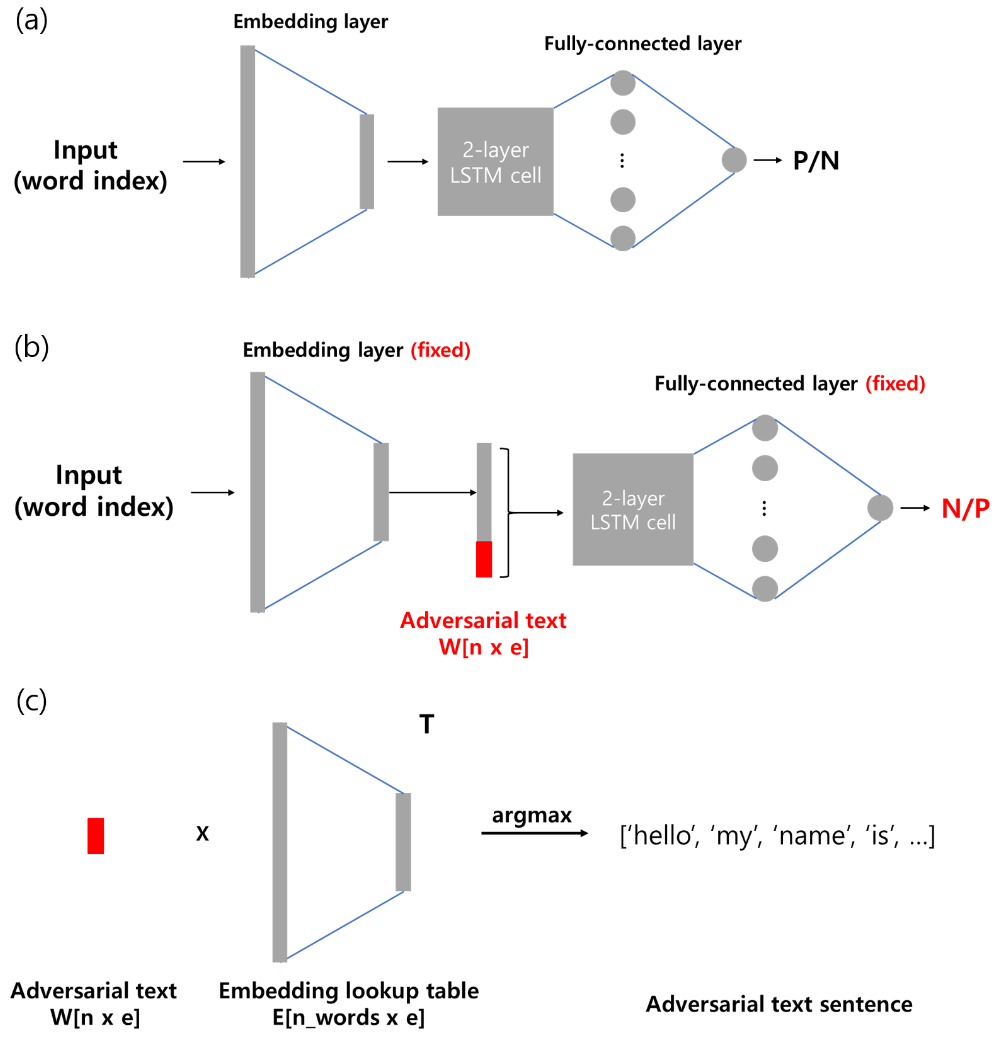 (a)
Embedding layer
Fully-connected layer
Input
(word index)
2-layer
LSTM cell
P/N
(b)
Embedding layer (fixed)
Fully-connected layer (fixed)
Input
(word index)
2-layer
LSTM cell
N/P
Adversarial text
W[n x e]
(c)
T
x
argmax
[‘hello‘, ‘my’, ‘name’, ‘is’, ...]
Adversarial text
W[n x e]
Embedding lookup table
E[n_words x e]
Adversarial text sentence